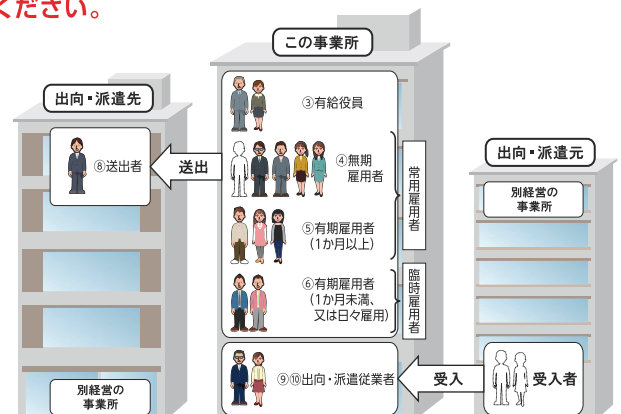 ください。
この事業所
出向・派遣先
③有給役員
⑧送出者
送出
④無期
雇用者
常用雇用者
⑤有期雇用者
(1か月以上)
⑥有期雇用者
(1か月未満、
又は日々雇用)
臨時雇用者
⑨⑩出向・派遣従業者
受入
受入者
出向・派遣元
別経営の
事業所
別経営の
事業所